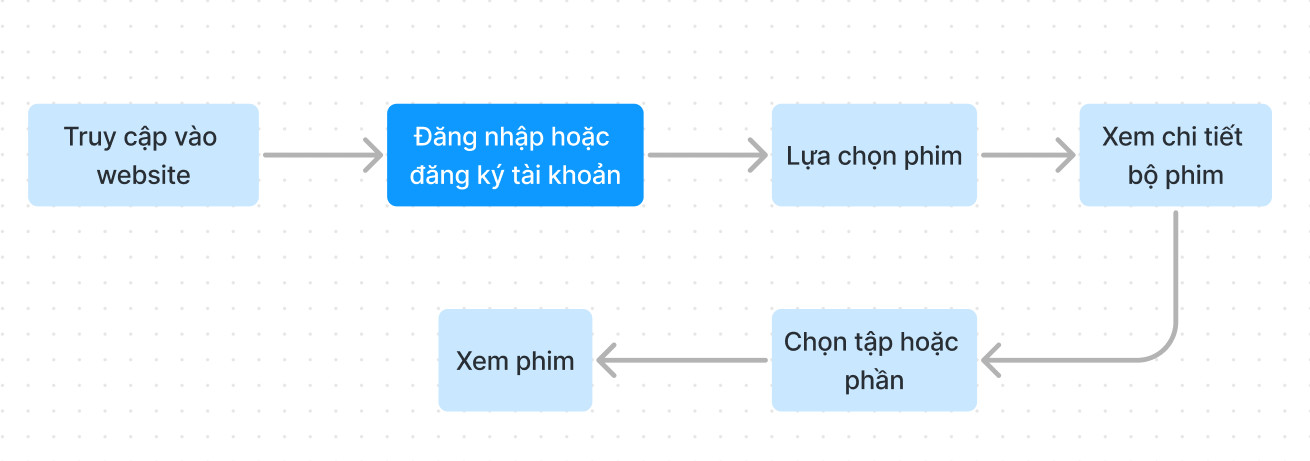 Truy cập vào
website
Đăng nhập hoặc
đăng ký tài khoản
Lựa chọn phim
Xem chi tiết
bộ phim
Chọn tập hoặc
phần
Xem phim